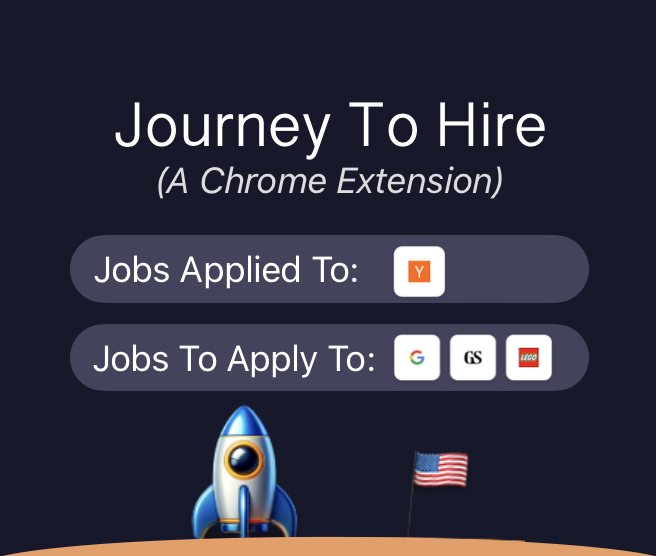 Journey To Hire
(A Chrome Extension)
Jobs Applied To: Y
Jobs To Apply To: G GS LEGO